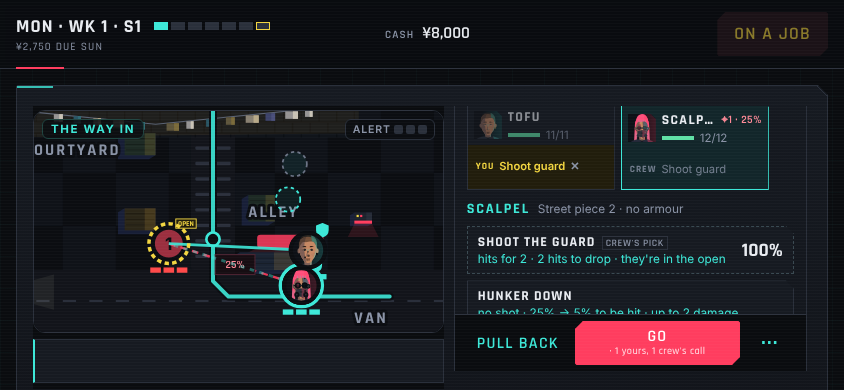 MON · WK 1 · S1
¥2,750 DUE SUN
CASH ¥8,000
ON A JOB
THE WAY IN
ALERT
OURTYARD
OPEN
1
ALLEY
25%
VAN
TOFU
11/11
YOU Shoot guard ×
SCALP… ✦1 · 25%
12/12
CREW Shoot guard
SCALPEL Street piece 2 · no armour
SHOOT THE GUARD CREW'S PICK
hits for 2 · 2 hits to drop · they're in the open
100%
HUNKER DOWN
no shot · 25% → 5% to be hit · up to 2 damage
PULL BACK
GO
· 1 yours, 1 crew's call
···